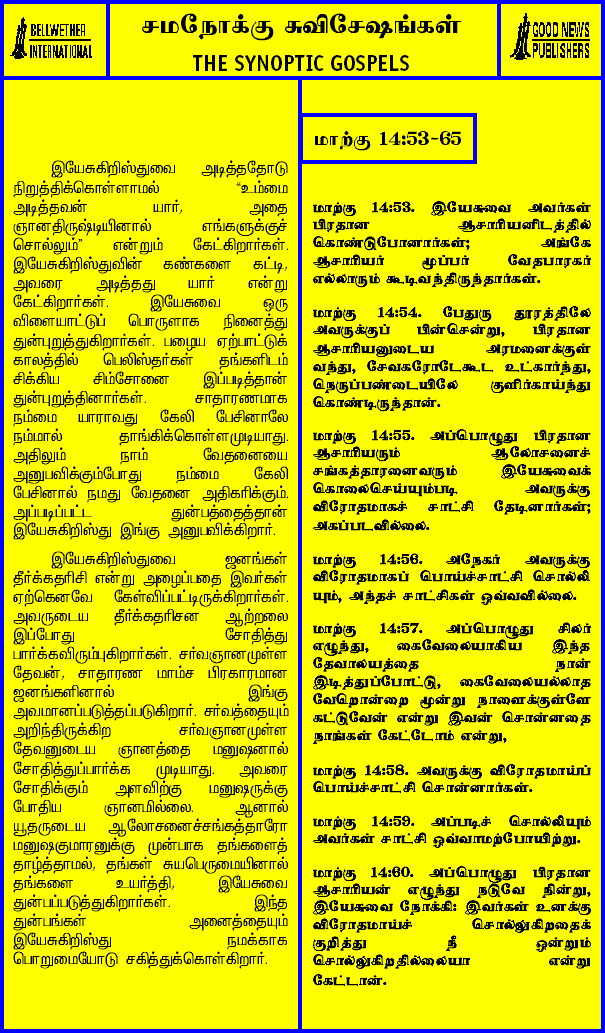 BELLWETHER
INTERNATIONAL
சமநோக்கு சுவிசேஷங்கள்
THE SYNOPTIC GOSPELS
GOOD NEWS
PUBLISHERS
இயேசுகிறிஸ்துவை அடித்ததோடு
நிறுத்திக்கொள்ளாமல் “உம்மை
அடித்தவன் யார், அதை
ஞானதிருஷ்டியினால் எங்களுக்குச்
சொல்லும்” என்றும் கேட்கிறார்கள்.
இயேசுகிறிஸ்துவின் கண்களை கட்டி,
அவரை அடித்தது யார் என்று
கேட்கிறார்கள். இயேசுவை ஒரு
விளையாட்டுப் பொருளாக நினைத்து
துன்புறுத்துகிறார்கள். பழைய ஏற்பாட்டுக்
காலத்தில் பெலிஸ்தர்கள் தங்களிடம்
சிக்கிய சிம்சோனை இப்படித்தான்
துன்புறுத்தினார்கள். சாதாரணமாக
நம்மை யாராவது கேலி பேசினாலே
நம்மால் தாங்கிக்கொள்ளமுடியாது.
அதிலும் நாம் வேதனையை
அனுபவிக்கும்போது நம்மை கேலி
பேசினால் நமது வேதனை அதிகரிக்கும்.
அப்படிப்பட்ட துன்பத்தைத்தான்
இயேசுகிறிஸ்து இங்கு அனுபவிக்கிறார்.
இயேசுகிறிஸ்துவை ஜனங்கள்
தீர்க்கதரிசி என்று அழைப்பதை இவர்கள்
ஏற்கெனவே கேள்விப்பட்டிருக்கிறார்கள்.
அவருடைய தீர்க்கதரிசன ஆற்றலை
இப்போது சோதித்து
பார்க்கவிரும்புகிறார்கள். சர்வஞானமுள்ள
தேவன், சாதாரண மாம்ச பிரகாரமான
ஜனங்களினால் இங்கு
அவமானப்படுத்தப்படுகிறார். சர்வத்தையும்
அறிந்திருக்கிற சர்வஞானமுள்ள
தேவனுடைய ஞானத்தை மனுஷனால்
சோதித்துப்பார்க்க முடியாது. அவரை
சோதிக்கும் அளவிற்கு மனுஷருக்கு
போதிய ஞானமில்லை. ஆனால்
யூதருடைய ஆலோசனைச்சங்கத்தாரோ
மனுஷகுமாரனுக்கு முன்பாக தங்களைத்
தாழ்த்தாமல், தங்கள் சுயபெருமையினால்
தங்களை உயர்த்தி, இயேசுவை
துன்பப்படுத்துகிறார்கள். இந்த
துன்பங்கள் அனைத்தையும்
இயேசுகிறிஸ்து நமக்காக
பொறுமையோடு சகித்துக்கொள்கிறார்.
மாற்கு 14:53-65
மாற்கு 14:53. இயேசுவை அவர்கள்
பிரதான ஆசாரியனிடத்தில்
கொண்டுபோனார்கள்; அங்கே
ஆசாரியர் மூப்பர் வேதபாரகர்
எல்லாரும் கூடிவந்திருந்தார்கள்.
மாற்கு 14:54. பேதுரு தூரத்திலே
அவருக்குப் பின்சென்று, பிரதான
ஆசாரியனுடைய அரமனைக்குள்
வந்து, சேவகரோடேகூட உட்கார்ந்து,
நெருப்பண்டையிலே குளிர்காய்ந்து
கொண்டிருந்தான்.
மாற்கு 14:55. அப்பொழுது பிரதான
ஆசாரியரும் ஆலோசனைச்
சங்கத்தாரனைவரும் இயேசுவைக்
கொலைசெய்யும்படி அவருக்கு
விரோதமாகச் சாட்சி தேடினார்கள்;
அகப்படவில்லை.
மாற்கு 14:56. அநேகர் அவருக்கு
விரோதமாகப் பொய்ச்சாட்சி சொல்லி
யும், அந்தச் சாட்சிகள் ஒவ்வவில்லை.
மாற்கு 14:57. அப்பொழுது சிலர்
எழுந்து, கைவேலையாகிய இந்த
தேவாலயத்தை நான்
இடித்துப்போட்டு, கைவேலையல்லாத
வேறொன்றை மூன்று நாளைக்குள்ளே
கட்டுவேன் என்று இவன் சொன்னதை
நாங்கள் கேட்டோம் என்று,
மாற்கு 14:58. அவருக்கு விரோதமாய்ப்
பொய்ச்சாட்சி சொன்னார்கள்.
மாற்கு 14:59. அப்படிச் சொல்லியும்
அவர்கள் சாட்சி ஒவ்வாமற்போயிற்று.
மாற்கு 14:60. அப்பொழுது பிரதான
ஆசாரியன் எழுந்து நடுவே நின்று,
இயேசுவை நோக்கி: இவர்கள் உனக்கு
விரோதமாய்ச் சொல்லுகிறதைக்
குறித்து நீ ஒன்றும்
சொல்லுகிறதில்லையா என்று
கேட்டான்.